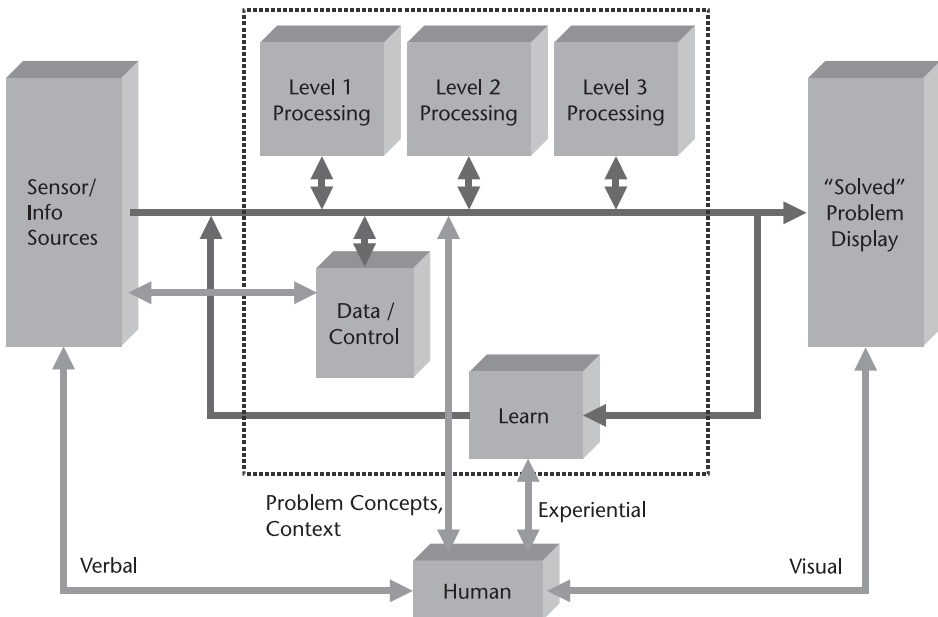 Level 1
Processing
Level 2
Processing
Level 3
Processing
Sensor/
Info
Sources
“Solved”
Problem
Display
Data /
Control
Learn
Problem Concepts,
Context
Experiential
Verbal
Visual
Human